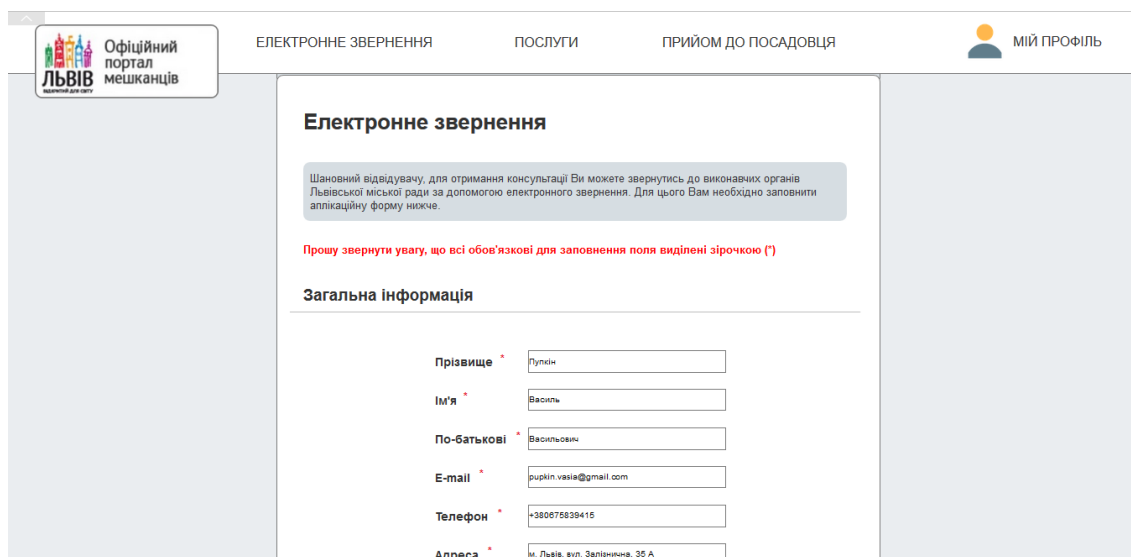 ЛЬВІВ
ВІДКРИТИЙ ДЛЯ СВІТУ
Офіційний
портал
мешканців
ЕЛЕКТРОННЕ ЗВЕРНЕННЯ
ПОСЛУГИ
ПРИЙОМ ДО ПОСАДОВЦЯ
МІЙ ПРОФІЛЬ
Електронне звернення
Шановний відвідувачу, для отримання консультації Ви можете звернутись до виконавчих органів
Львівської міської ради за допомогою електронного звернення. Для цього Вам необхідно заповнити
аплікаційну форму нижче.
Прошу звернути увагу, що всі обов'язкові для заповнення поля виділені зірочкою (*)
Загальна інформація
Прізвище * Пупкін
Ім'я * Василь
По-батькові * Васильович
E-mail * pupkin.vasia@gmail.com
Телефон * +380675839415
Адреса * м. Львів, вул. Залізнична, 35 А